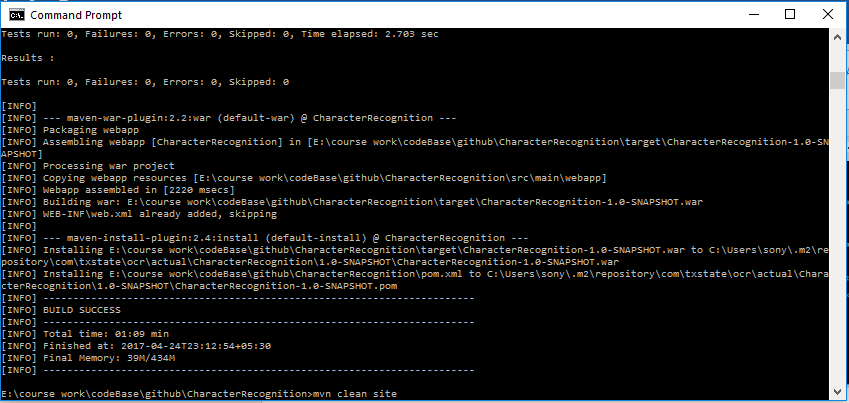 Command Prompt
Tests run: 0, Failures: 0, Errors: 0, Skipped: 0, Time elapsed: 2.703 sec
Results :
Tests run: 0, Failures: 0, Errors: 0, Skipped: 0
[INFO]
[INFO] --- maven-war-plugin:2.2:war (default-war) @ CharacterRecognition ---
[INFO] Packaging webapp
[INFO] Assembling webapp [CharacterRecognition] in [E:\course work\codeBase\github\CharacterRecognition\target\CharacterRecognition-1.0-SN
APSHOT]
[INFO] Processing war project
[INFO] Copying webapp resources [E:\course work\codeBase\github\CharacterRecognition\src\main\webapp]
[INFO] Webapp assembled in [2220 msecs]
[INFO] Building war: E:\course work\codeBase\github\CharacterRecognition\target\CharacterRecognition-1.0-SNAPSHOT.war
[INFO] WEB-INF\web.xml already added, skipping
[INFO]
[INFO] --- maven-install-plugin:2.4:install (default-install) @ CharacterRecognition ---
[INFO] Installing E:\course work\codeBase\github\CharacterRecognition\target\CharacterRecognition-1.0-SNAPSHOT.war to C:\Users\sony\.m2\re
pository\com\txstate\ocr\actual\CharacterRecognition\1.0-SNAPSHOT\CharacterRecognition-1.0-SNAPSHOT.war
[INFO] Installing E:\course work\codeBase\github\CharacterRecognition\pom.xml to C:\Users\sony\.m2\repository\com\txstate\ocr\actual\Chara
cterRecognition\1.0-SNAPSHOT\CharacterRecognition-1.0-SNAPSHOT.pom
[INFO] ------------------------------------------------------------------------
[INFO] BUILD SUCCESS
[INFO] ------------------------------------------------------------------------
[INFO] Total time: 01:09 min
[INFO] Finished at: 2017-04-24T23:12:54+05:30
[INFO] Final Memory: 39M/434M
[INFO] ------------------------------------------------------------------------
E:\course work\codeBase\github\CharacterRecognition>mvn clean site